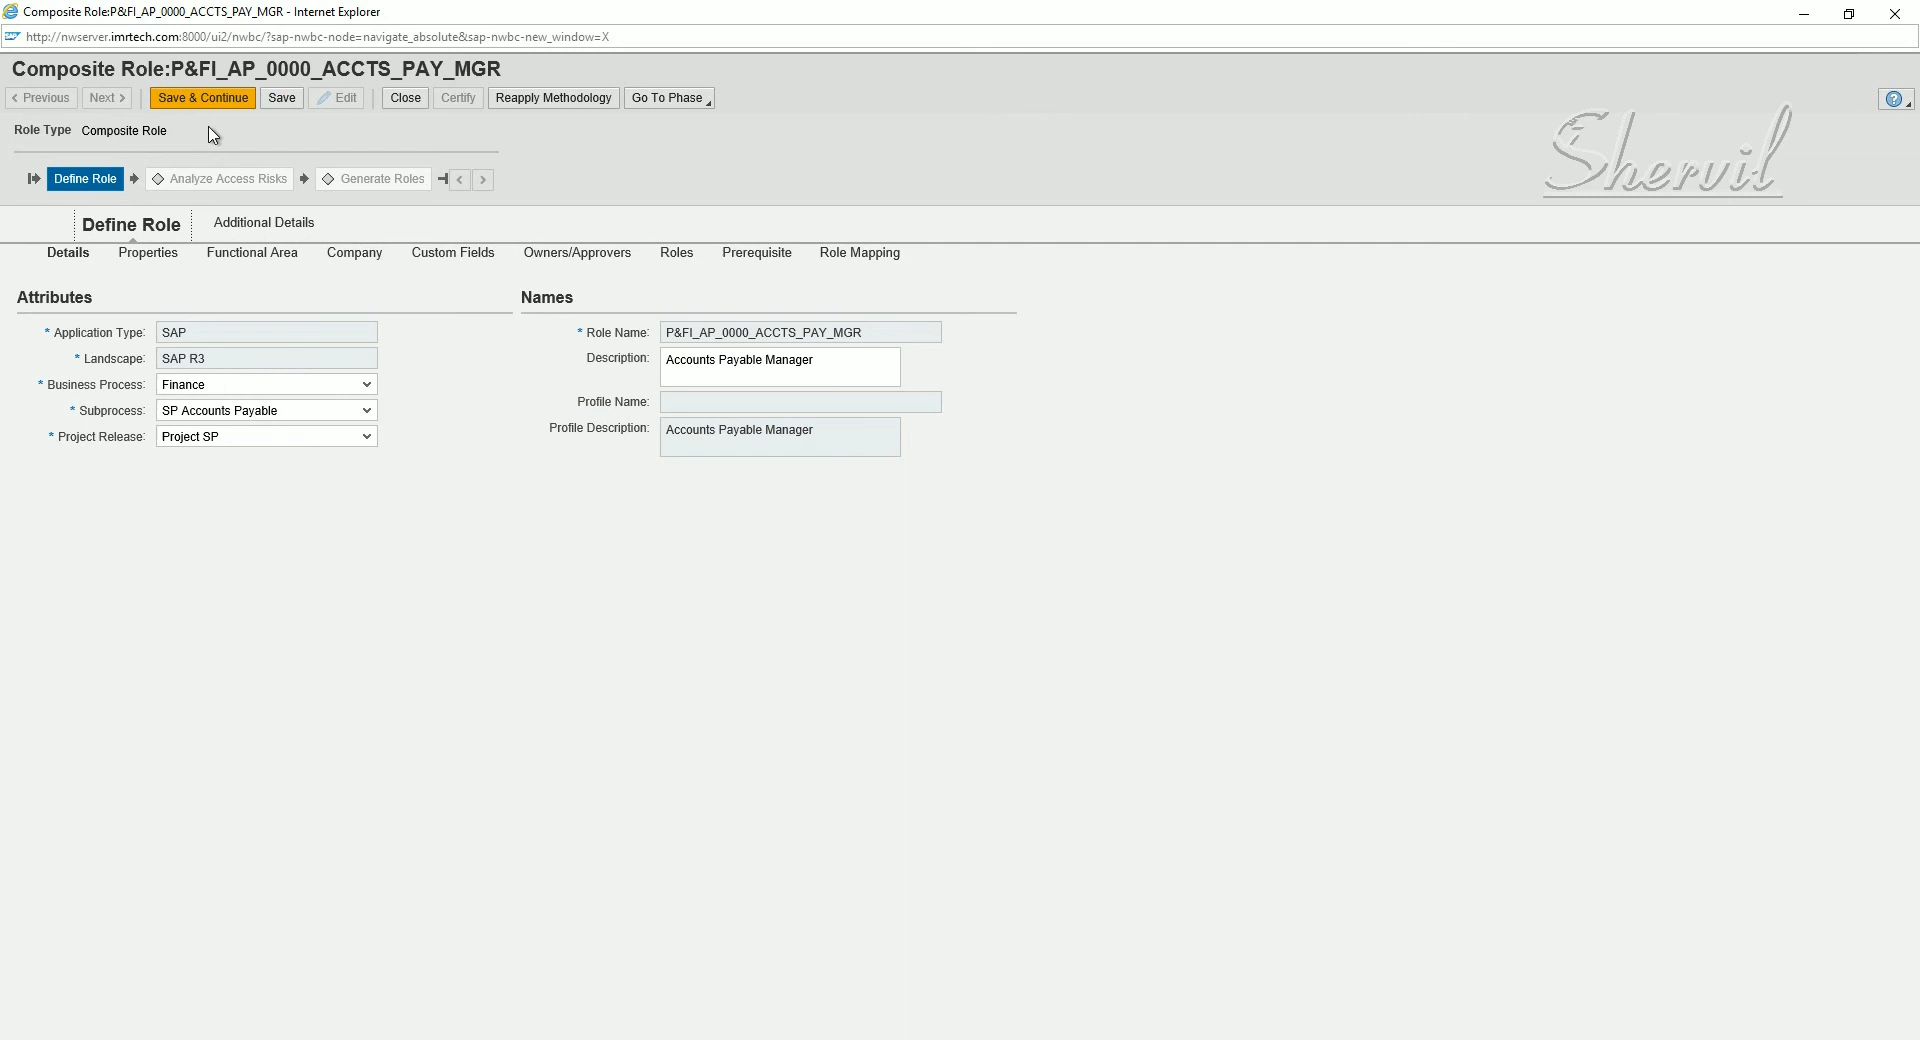 Composite Role:P&FI_AP_0000_ACCTS_PAY_MGR - Internet Explorer
http://nwserver.imrtech.com:8000/ui2/nwbc/?sap-nwbc-node=navigate_absolute&sap-nwbc-new_window=X
Composite Role:P&FI_AP_0000_ACCTS_PAY_MGR
Previous Next Save & Continue Save Edit Close Certify Reapply Methodology Go To Phase
Role Type Composite Role
Shervil
Define Role Analyze Access Risks Generate Roles
Define Role Additional Details
Details Properties Functional Area Company Custom Fields Owners/Approvers Roles Prerequisite Role Mapping
Attributes
* Application Type: SAP
* Landscape: SAP R3
* Business Process: Finance
* Subprocess: SP Accounts Payable
* Project Release: Project SP
Names
* Role Name: P&FI_AP_0000_ACCTS_PAY_MGR
Description: Accounts Payable Manager
Profile Name:
Profile Description: Accounts Payable Manager